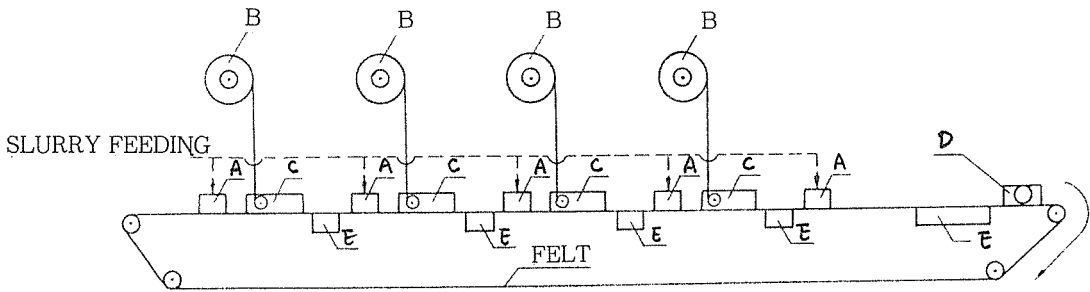 B B B B
SLURRY FEEDING
A C A C A C A C A D
E E E E E
FELT